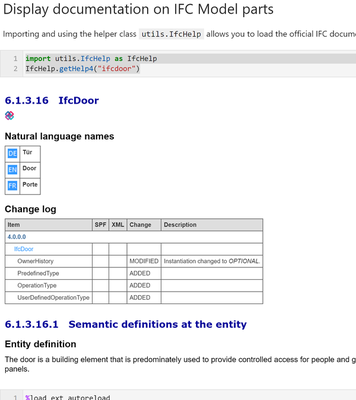 Display documentation on IFC Model parts
Importing and using the helper class utils.IfcHelp allows you to load the official IFC docum
1 import utils.IfcHelp as IfcHelp
2 IfcHelp.getHelp4("ifcdoor")
6.1.3.16 IfcDoor
Natural language names
DE Tür
EN Door
FR Porte
Change log
Item SPF XML Change Description
4.0.0.0
IfcDoor
OwnerHistory MODIFIED Instantiation changed to OPTIONAL.
PredefinedType ADDED
OperationType ADDED
UserDefinedOperationType ADDED
6.1.3.16.1 Semantic definitions at the entity
Entity definition
The door is a building element that is predominately used to provide controlled access for people and g
panels.
1 %load_ext autoreload